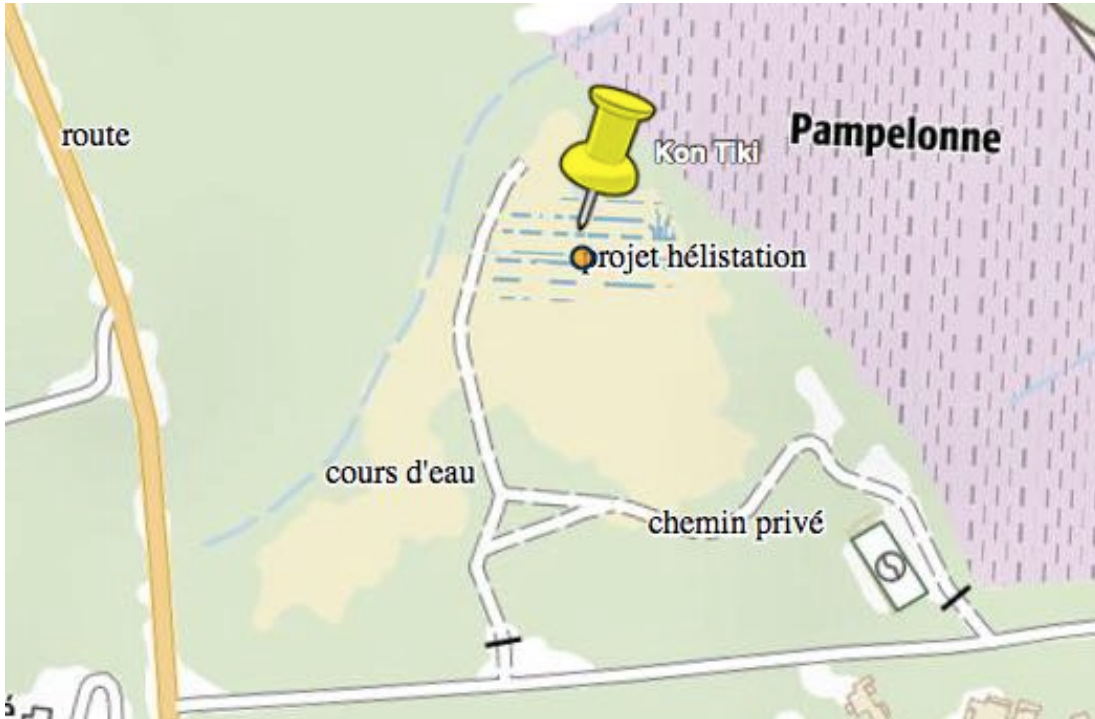 route
Pampelonne
Kon Tiki
projet hélistation
cours d'eau
chemin privé
é